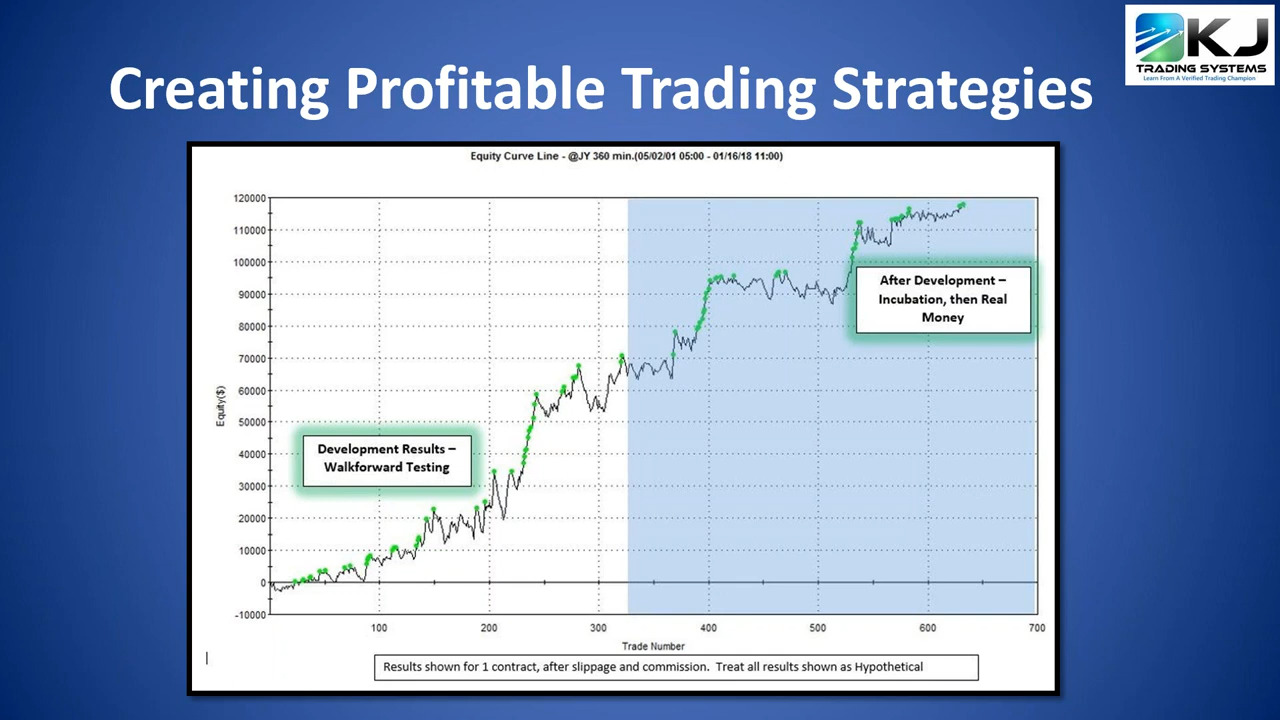 KJ
TRADING SYSTEMS
Learn From A Verified Trading Champion
Creating Profitable Trading Strategies
Equity Curve Line - @JY 360 min.(05/02/01 05:00 - 01/16/18 11:00)
120000
110000
100000
90000
80000
70000
60000
50000
40000
30000
20000
10000
0
-10000
Equity($)
After Development –
Incubation, then Real
Money
Development Results –
Walkforward Testing
100 200 300 400 500 600 700
Trade Number
Results shown for 1 contract, after slippage and commission. Treat all results shown as Hypothetical